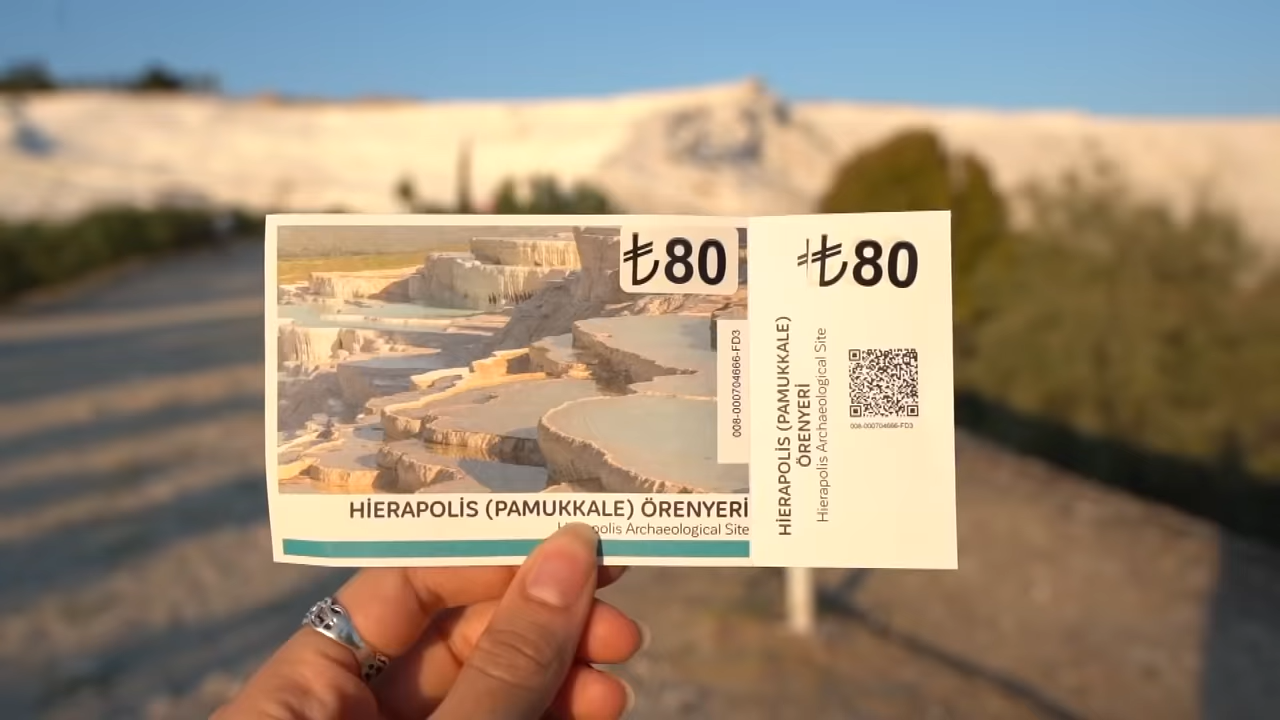 ₺80
008-000704666-FD3
HİERAPOLİS (PAMUKKALE) ÖRENYERİ
polis Archaeological Site
₺80
HİERAPOLİS (PAMUKKALE)
ÖRENYERİ
Hierapolis Archaeological Site
008-000704666-FD3